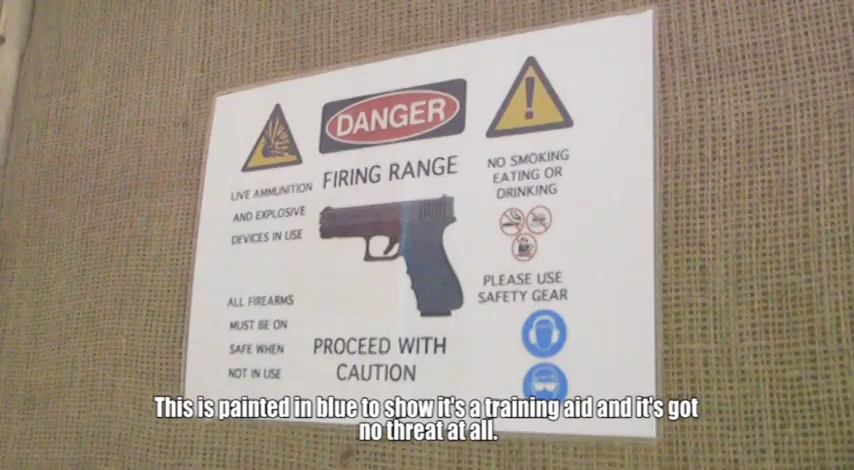 DANGER
FIRING RANGE
LIVE AMMUNITION
AND EXPLOSIVE
DEVICES IN USE
ALL FIREARMS
MUST BE ON
SAFE WHEN
NOT IN USE
PROCEED WITH
CAUTION
NO SMOKING
EATING OR
DRINKING
PLEASE USE
SAFETY GEAR
This is painted in blue to show it's a training aid and it's got
no threat at all.